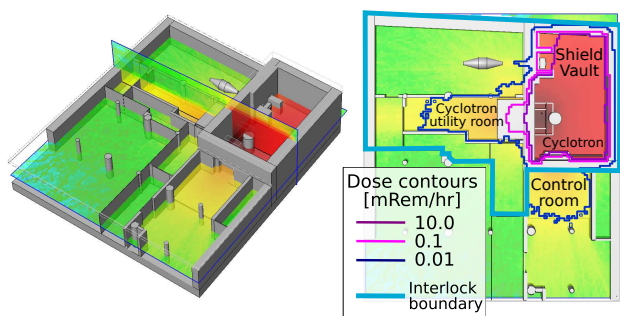 Shield
Vault
Cyclotron
utility room
Cyclotron
Control
room
Dose contours
[mRem/hr]
10.0
0.1
0.01
Interlock
boundary